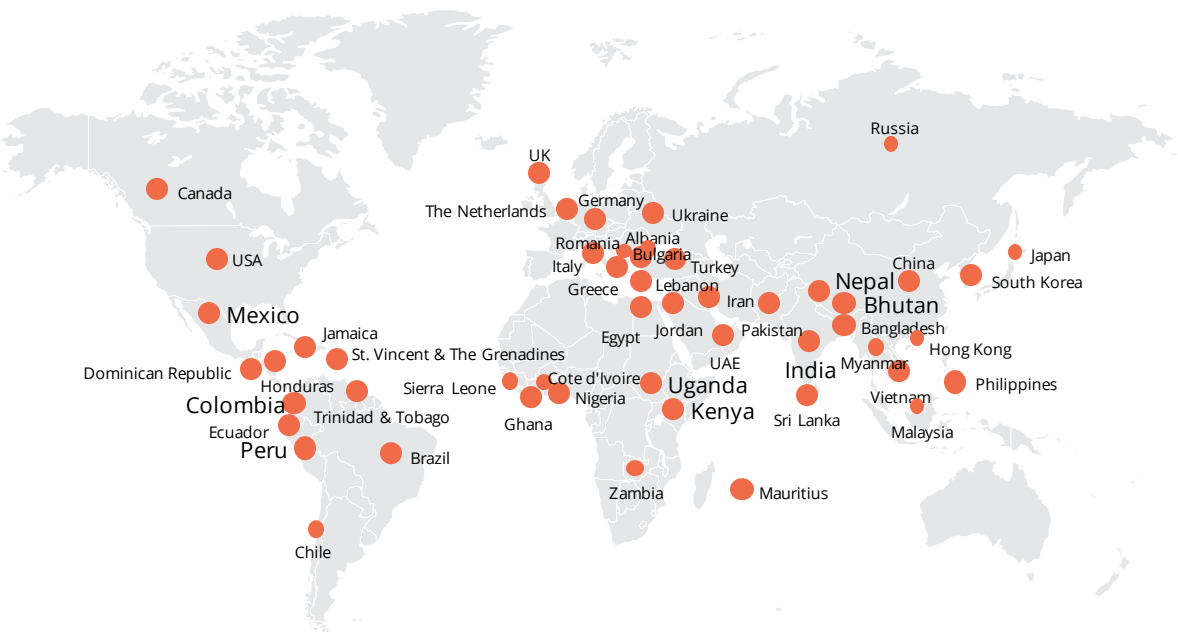 Russia
UK
Canada
Germany
The Netherlands
Ukraine
Romania
Albania
Bulgaria
Italy
USA
Turkey
Greece
Lebanon
Iran
China
Japan
Nepal
South Korea
Bhutan
Mexico
Jamaica
Egypt
Jordan
Pakistan
Bangladesh
St. Vincent & The Grenadines
UAE
Hong Kong
Dominican Republic
Honduras
India
Myanmar
Sierra Leone
Cote d'Ivoire
Uganda
Philippines
Colombia
Nigeria
Vietnam
Trinidad & Tobago
Ghana
Kenya
Sri Lanka
Ecuador
Malaysia
Peru
Brazil
Zambia
Mauritius
Chile